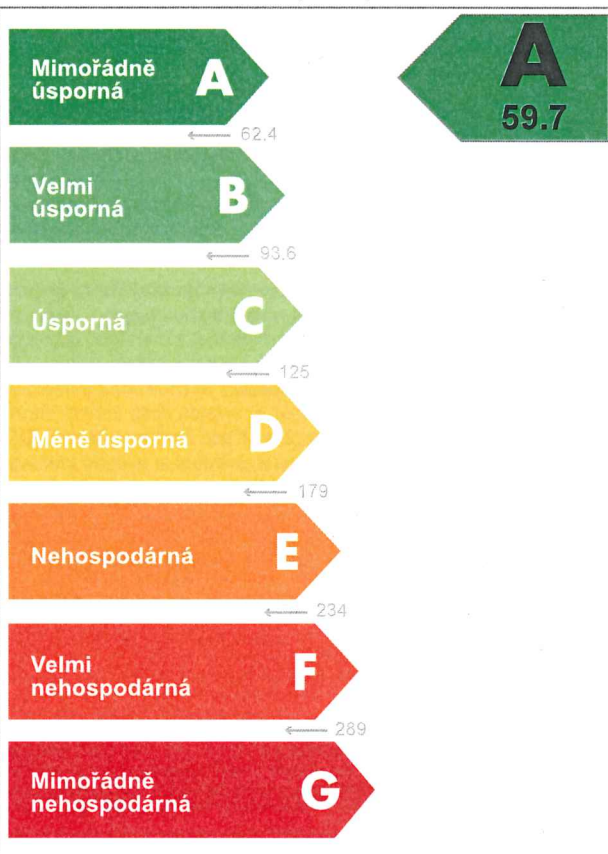 Mimořádně
úsporná
A
62.4
A
59.7
Velmi
úsporná
B
93.6
Úsporná
C
125
Méně úsporná
D
179
Nehospodárná
E
234
Velmi
nehospodárná
F
289
Mimořádně
nehospodárná
G